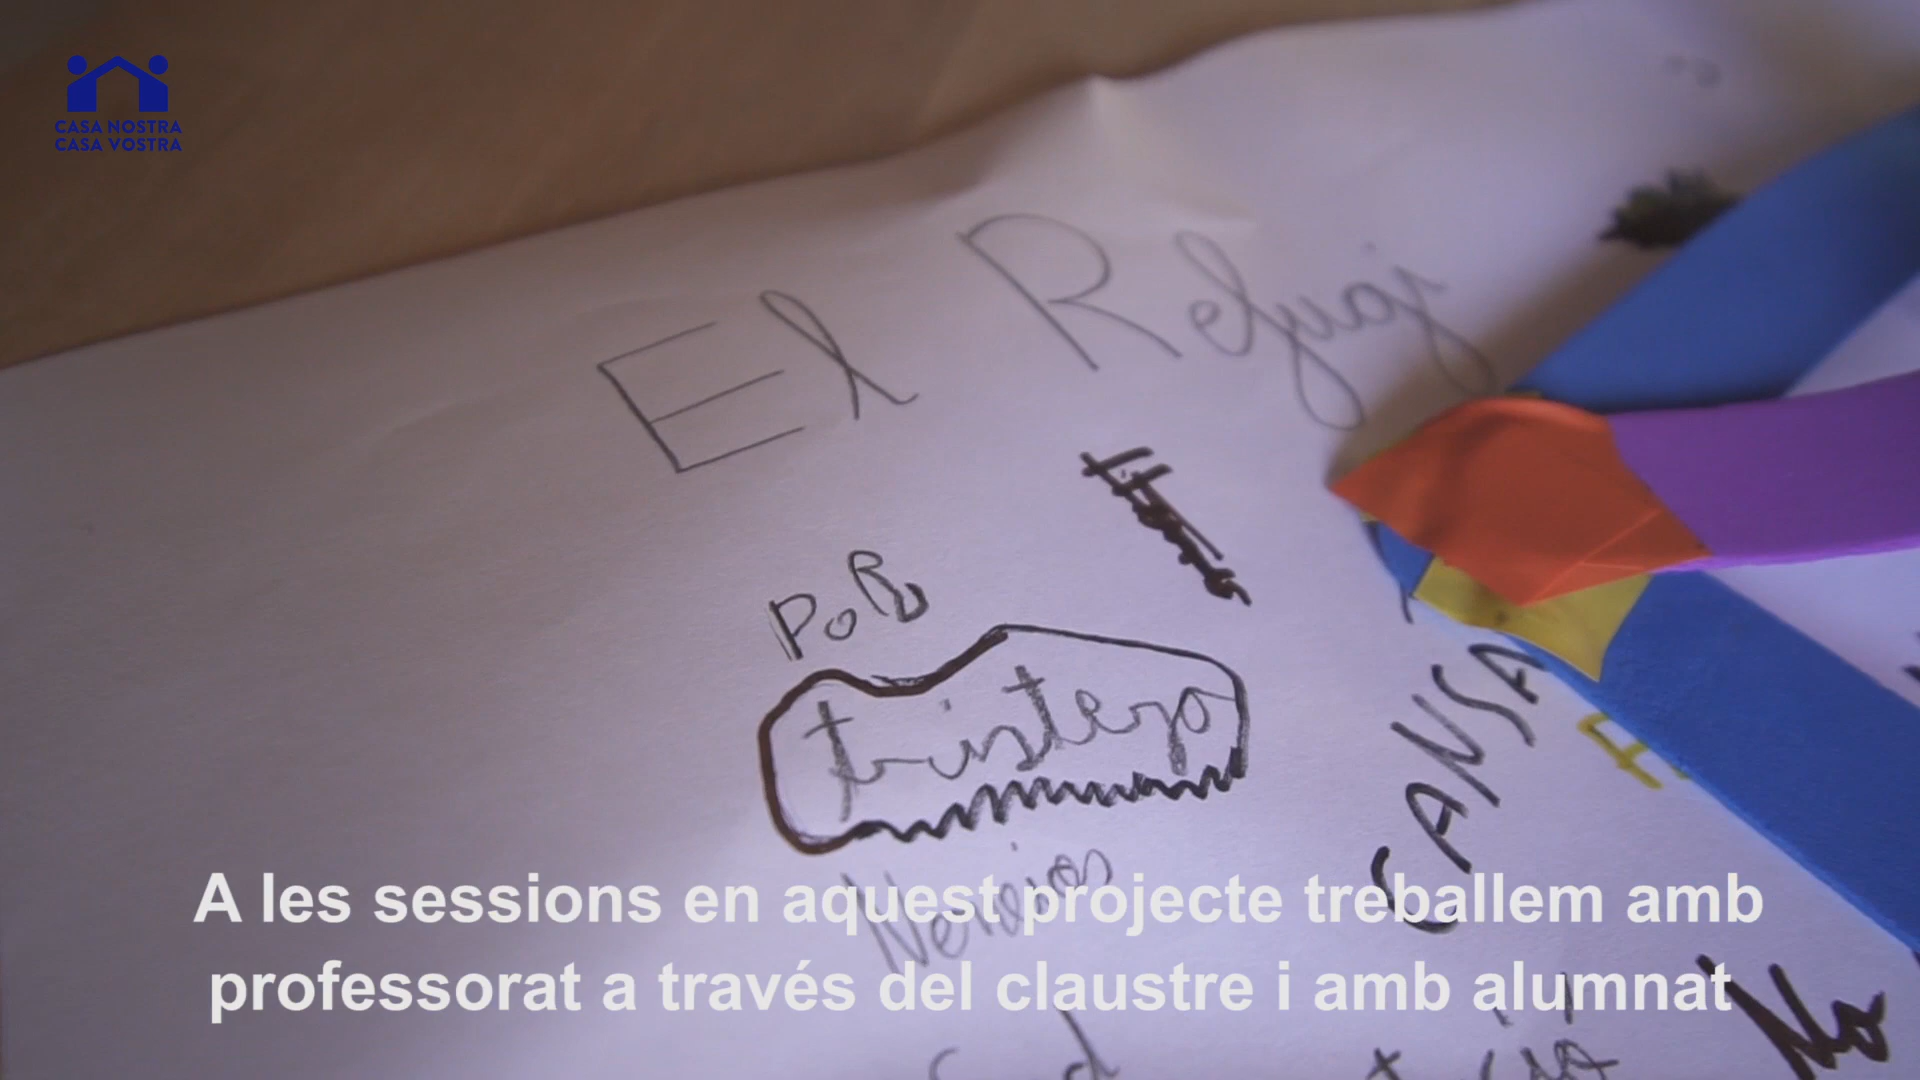 CASA NOSTRA
CASA VOSTRA
El Refugi
POR
tristeza
CANSA
A les sessions en aquest projecte treballem amb
professorat a través del claustre i amb alumnat